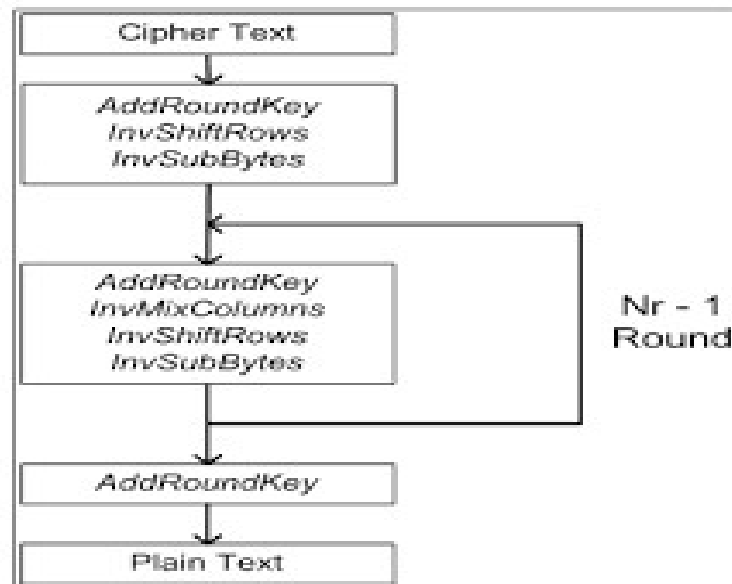 Cipher Text
AddRoundKey
InvShiftRows
InvSubBytes
AddRoundKey
InvMixColumns
InvShiftRows
InvSubBytes
Nr - 1
Round
AddRoundKey
Plain Text